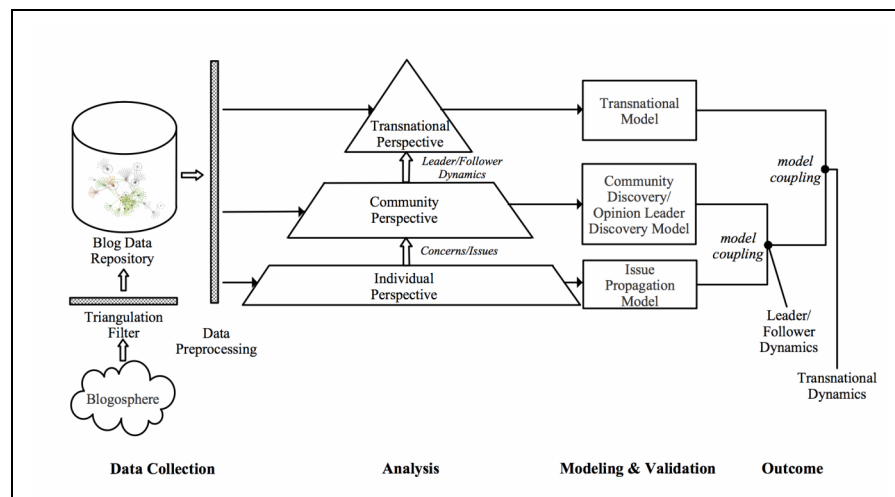 Transnational
Perspective
Leader/Follower
Dynamics
Community
Perspective
Concerns/Issues
Individual
Perspective
Blog Data
Repository
Triangulation
Filter
Blogosphere
Data
Preprocessing
Transnational
Model
Community
Discovery/
Opinion Leader
Discovery Model
Issue
Propagation
Model
model
coupling
model
coupling
Leader/
Follower
Dynamics
Transnational
Dynamics
Data Collection
Analysis
Modeling & Validation
Outcome